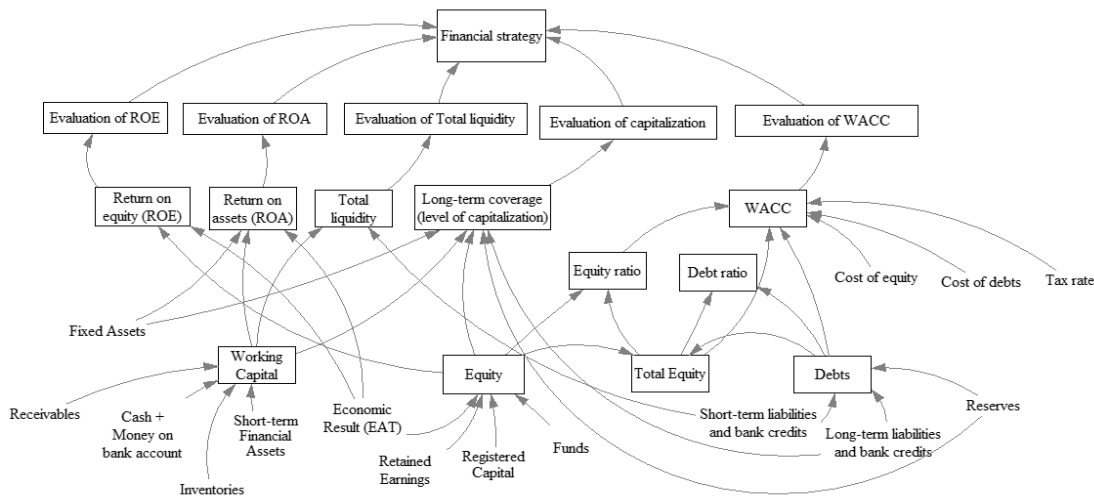 Financial strategy
Evaluation of ROE
Evaluation of ROA
Evaluation of Total liquidity
Evaluation of capitalization
Evaluation of WACC
Return on
equity (ROE)
Return on
assets (ROA)
Total
liquidity
Long-term coverage
(level of capitalization)
WACC
Equity ratio
Debt ratio
Cost of equity
Cost of debts
Tax rate
Fixed Assets
Working
Capital
Equity
Total Equity
Debts
Receivables
Cash +
Money on
bank account
Short-term
Financial
Assets
Economic
Result (EAT)
Inventories
Retained
Earnings
Registered
Capital
Funds
Short-term liabilities
and bank credits
Long-term liabilities
and bank credits
Reserves